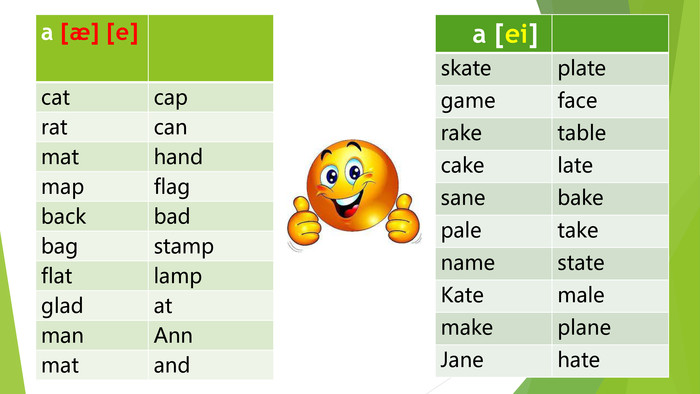 a [æ] [e]
cat cap
rat can
mat hand
map flag
back bad
bag stamp
flat lamp
glad at
man Ann
mat and
a [ei]
skate plate
game face
rake table
cake late
sane bake
pale take
name state
Kate male
make plane
Jane hate